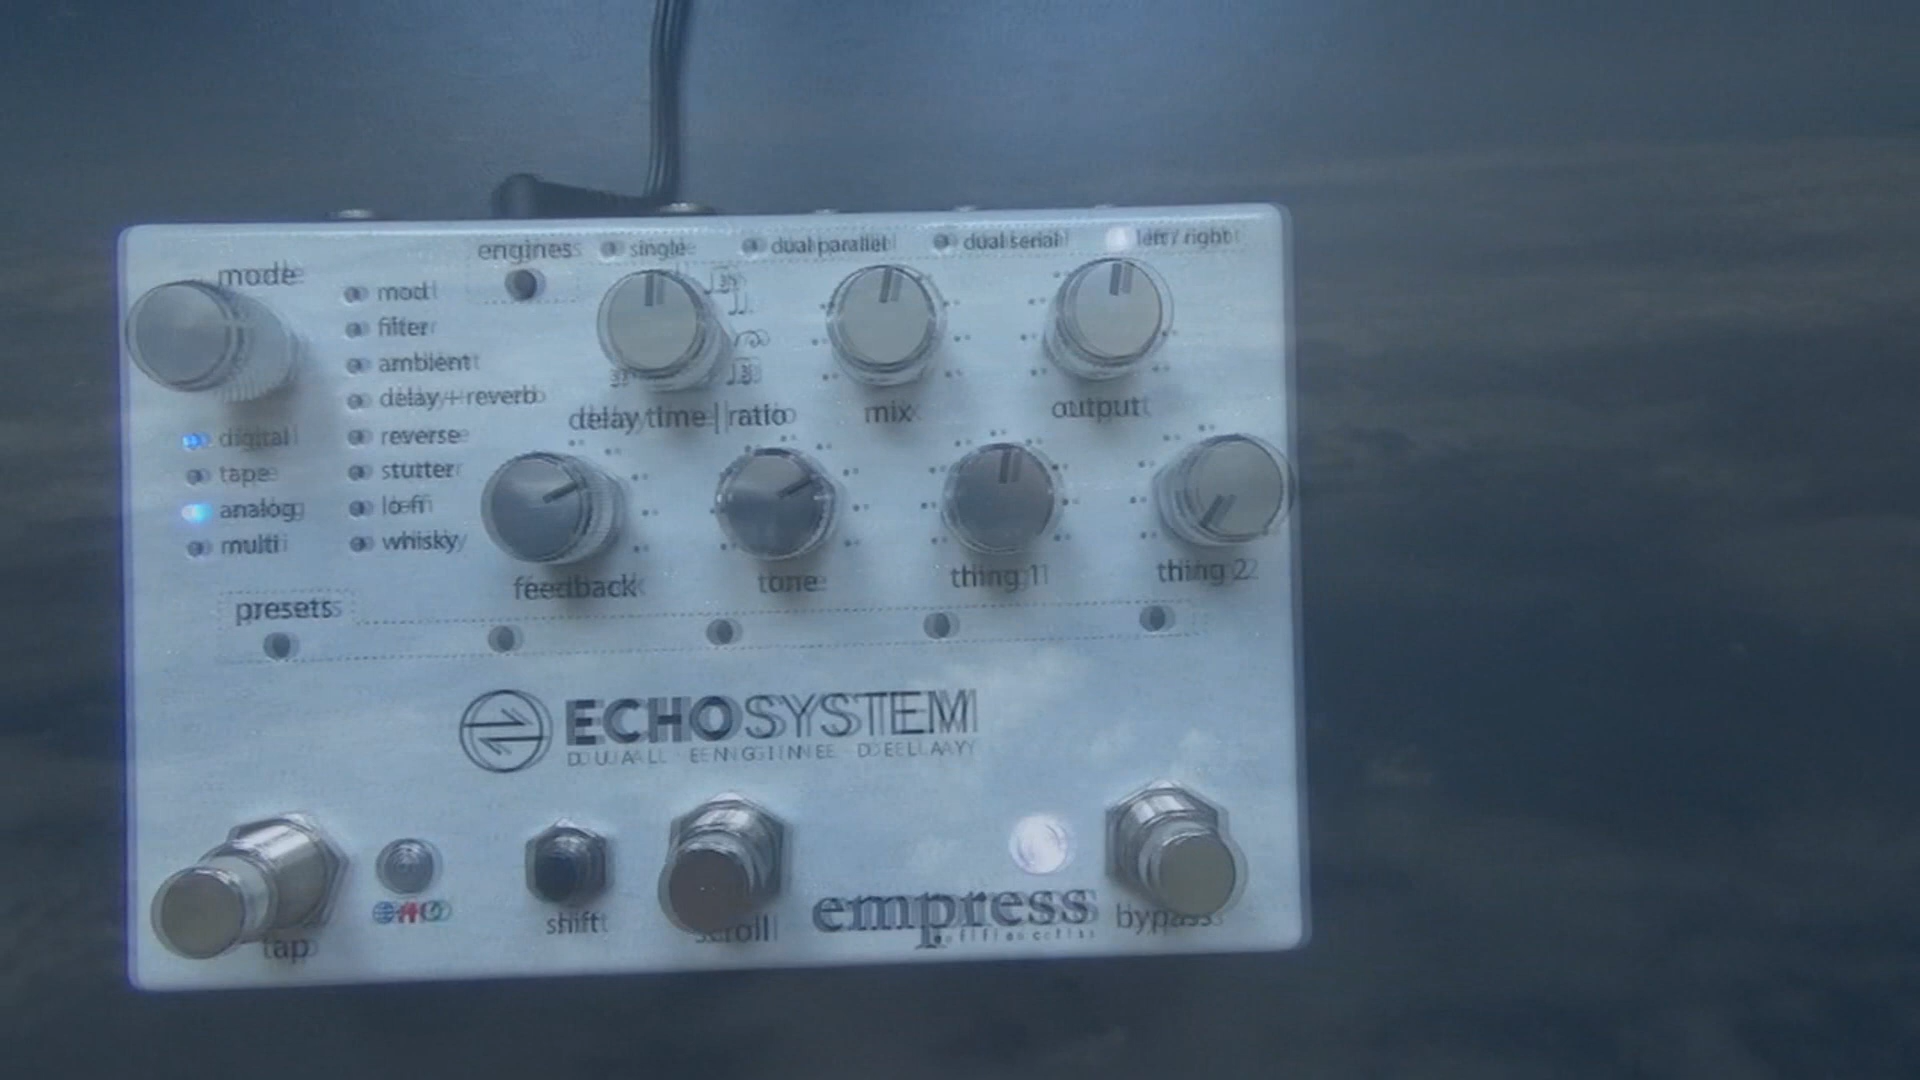 engines single dual parallel dual serial left / right
mode
mod
filter
ambient
delay + reverb
digital reverse
tape stutter
analog lo-fi
multi whisky
delay time | ratio mix output
feedback tone thing 1 thing 2
presets
ECHOSYSTEM
DUAL ENGINE DELAY
tap shift scroll empress bypass
effects